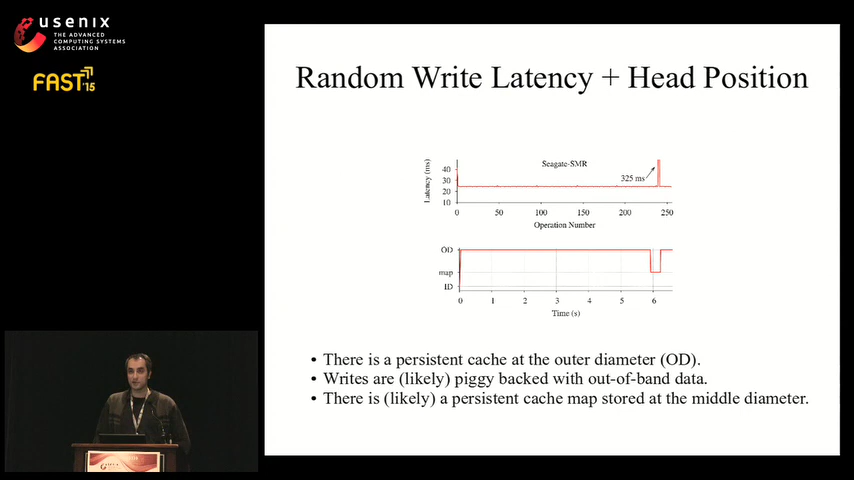 usenix
THE ADVANCED
COMPUTING SYSTEMS
ASSOCIATION
FAST '15
Random Write Latency + Head Position
Seagate-SMR
325 ms
Latency (ms)
40
30
20
10
0 50 100 150 200 250
Operation Number
OD
map
ID
0 1 2 3 4 5 6
Time (s)
• There is a persistent cache at the outer diameter (OD).
• Writes are (likely) piggy backed with out-of-band data.
• There is (likely) a persistent cache map stored at the middle diameter.